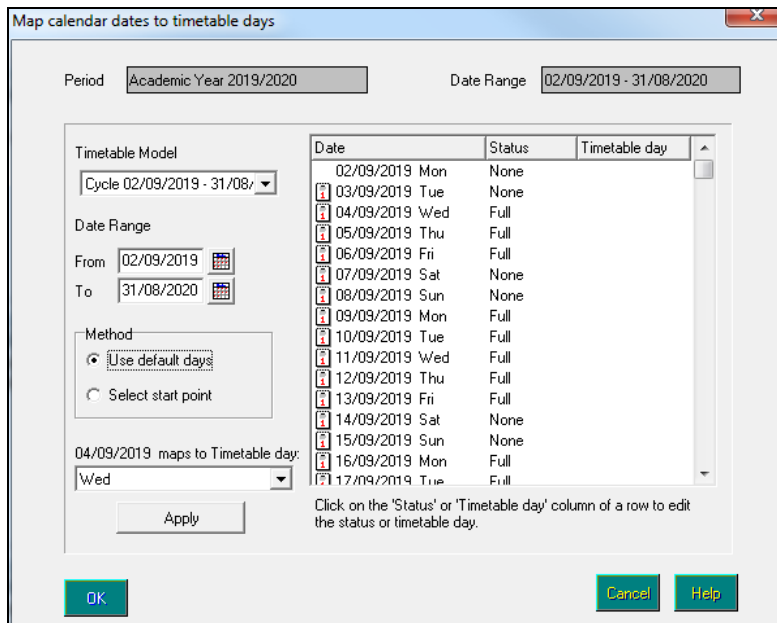 Map calendar dates to timetable days
X
Period Academic Year 2019/2020 Date Range 02/09/2019 - 31/08/2020
Timetable Model
Cycle 02/09/2019 - 31/08/
Date Range
From 02/09/2019
To 31/08/2020
Method
Use default days
Select start point
04/09/2019 maps to Timetable day:
Wed
Apply
Date Status Timetable day
02/09/2019 Mon None
03/09/2019 Tue None
04/09/2019 Wed Full
05/09/2019 Thu Full
06/09/2019 Fri Full
07/09/2019 Sat None
08/09/2019 Sun None
09/09/2019 Mon Full
10/09/2019 Tue Full
11/09/2019 Wed Full
12/09/2019 Thu Full
13/09/2019 Fri Full
14/09/2019 Sat None
15/09/2019 Sun None
16/09/2019 Mon Full
17/09/2019 Tue Full
Click on the 'Status' or 'Timetable day' column of a row to edit
the status or timetable day.
OK Cancel Help